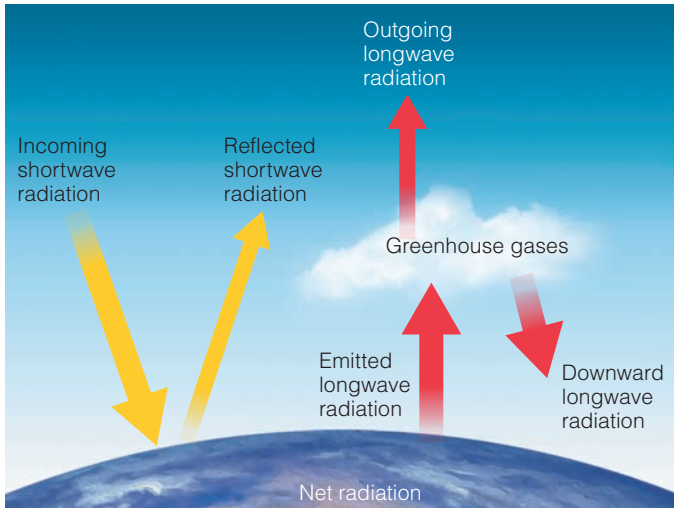 Outgoing
longwave
radiation
Incoming
shortwave
radiation
Reflected
shortwave
radiation
Greenhouse gases
Emitted
longwave
radiation
Downward
longwave
radiation
Net radiation